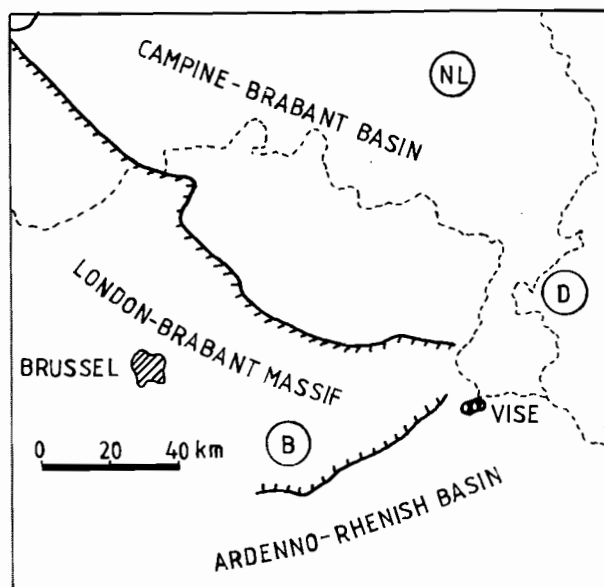 CAMPINE-BRABANT BASIN
NL
LONDON-BRABANT MASSIF
D
BRUSSEL
VISE
B
0 20 40 km
ARDENNO-RHENISH BASIN